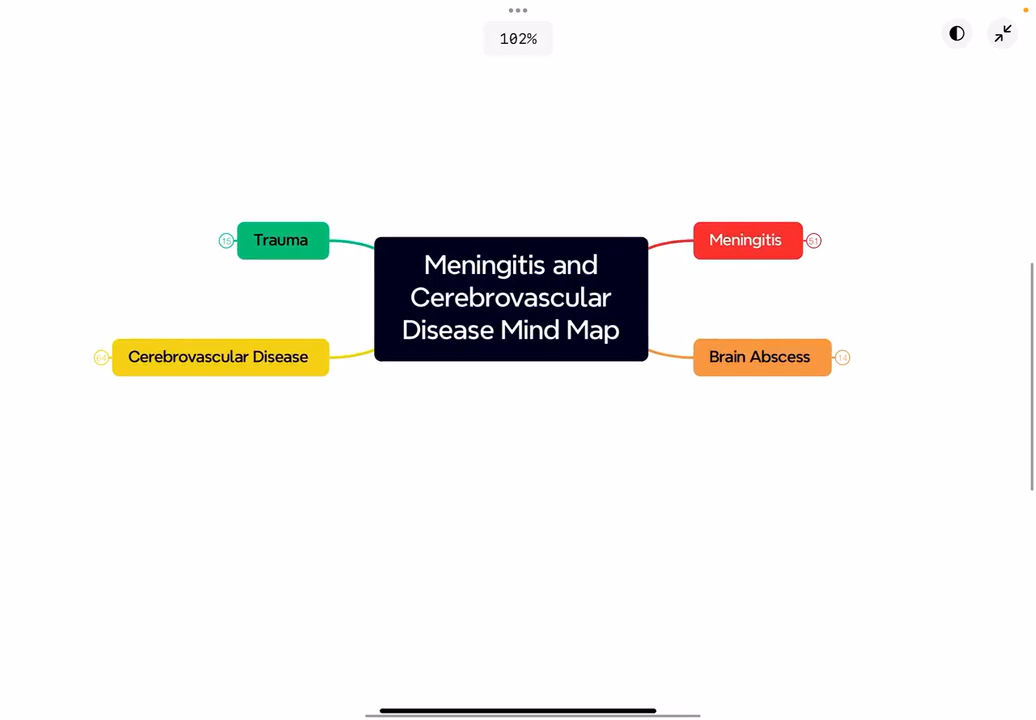 102%
15
Trauma
Meningitis
51
Meningitis and
Cerebrovascular
Disease Mind Map
64
Cerebrovascular Disease
Brain Abscess
14